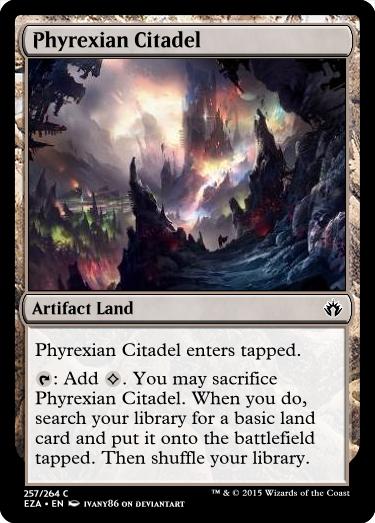 Phyrexian Citadel
Artifact Land
Phyrexian Citadel enters tapped.
: Add . You may sacrifice
Phyrexian Citadel. When you do,
search your library for a basic land
card and put it onto the battlefield
tapped. Then shuffle your library.
257/264 C
™ & © 2015 Wizards of the Coast
EZA • EN IVANY86 ON DEVIANTART